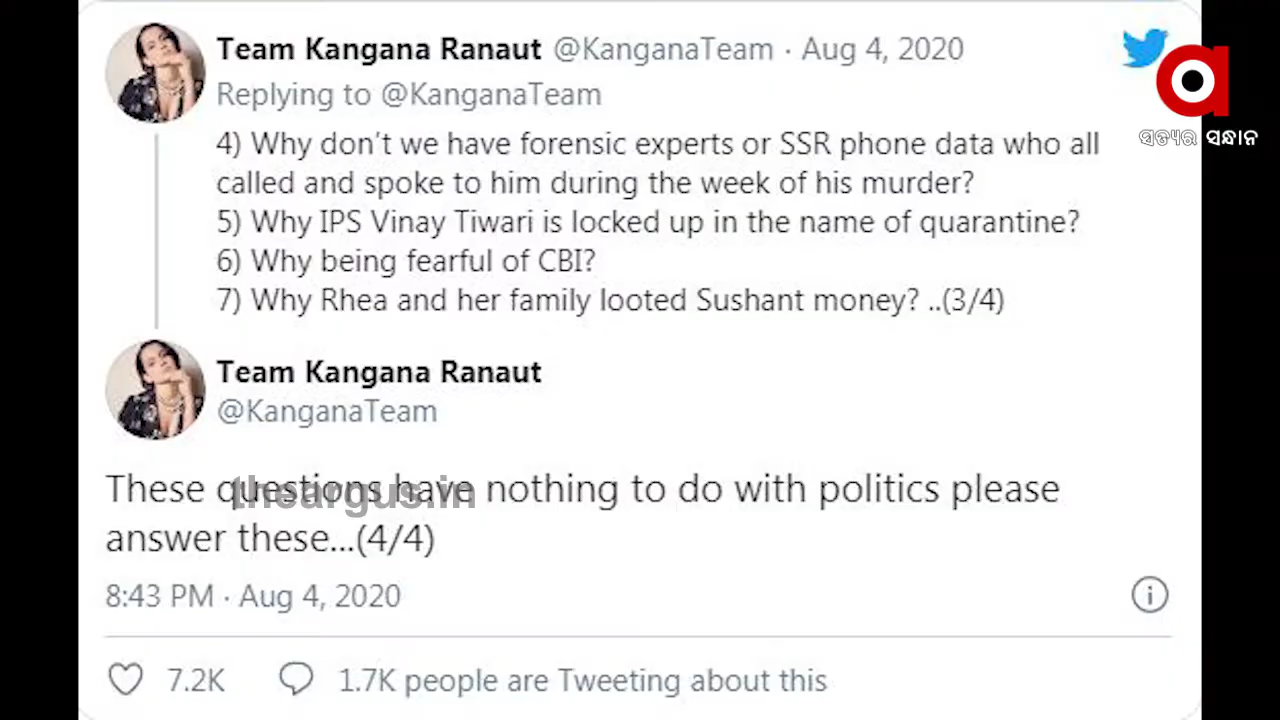 Team Kangana Ranaut @KanganaTeam · Aug 4, 2020
Replying to @KanganaTeam
4) Why don't we have forensic experts or SSR phone data who all
called and spoke to him during the week of his murder?
5) Why IPS Vinay Tiwari is locked up in the name of quarantine?
6) Why being fearful of CBI?
7) Why Rhea and her family looted Sushant money? ..(3/4)
ସତ୍ୟର ସନ୍ଧାନ
Team Kangana Ranaut
@KanganaTeam
These questions have nothing to do with politics please
answer these...(4/4)
theargus.in
8:43 PM · Aug 4, 2020
7.2K 1.7K people are Tweeting about this